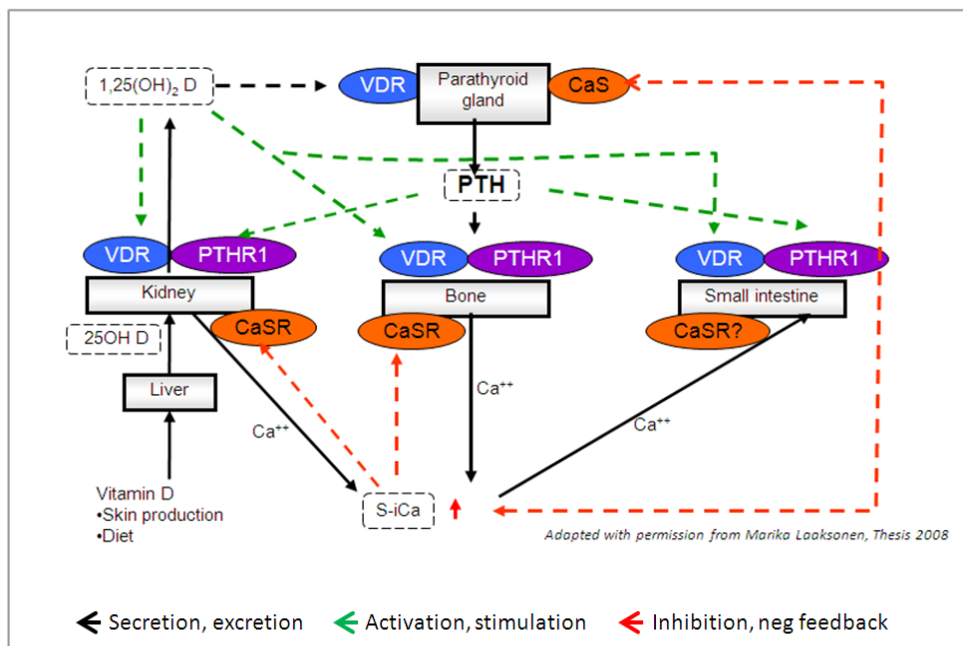 1,25(OH)₂ D
VDR
Parathyroid
gland
CaS
PTH
VDR
PTHR1
VDR
PTHR1
VDR
PTHR1
Kidney
Bone
Small intestine
CaSR
CaSR
CaSR?
25OH D
Liver
Ca⁺⁺
Ca⁺⁺
Ca⁺⁺
Vitamin D
•Skin production
•Diet
S-iCa
Adapted with permission from Marika Laaksonen, Thesis 2008
Secretion, excretion
Activation, stimulation
Inhibition, neg feedback